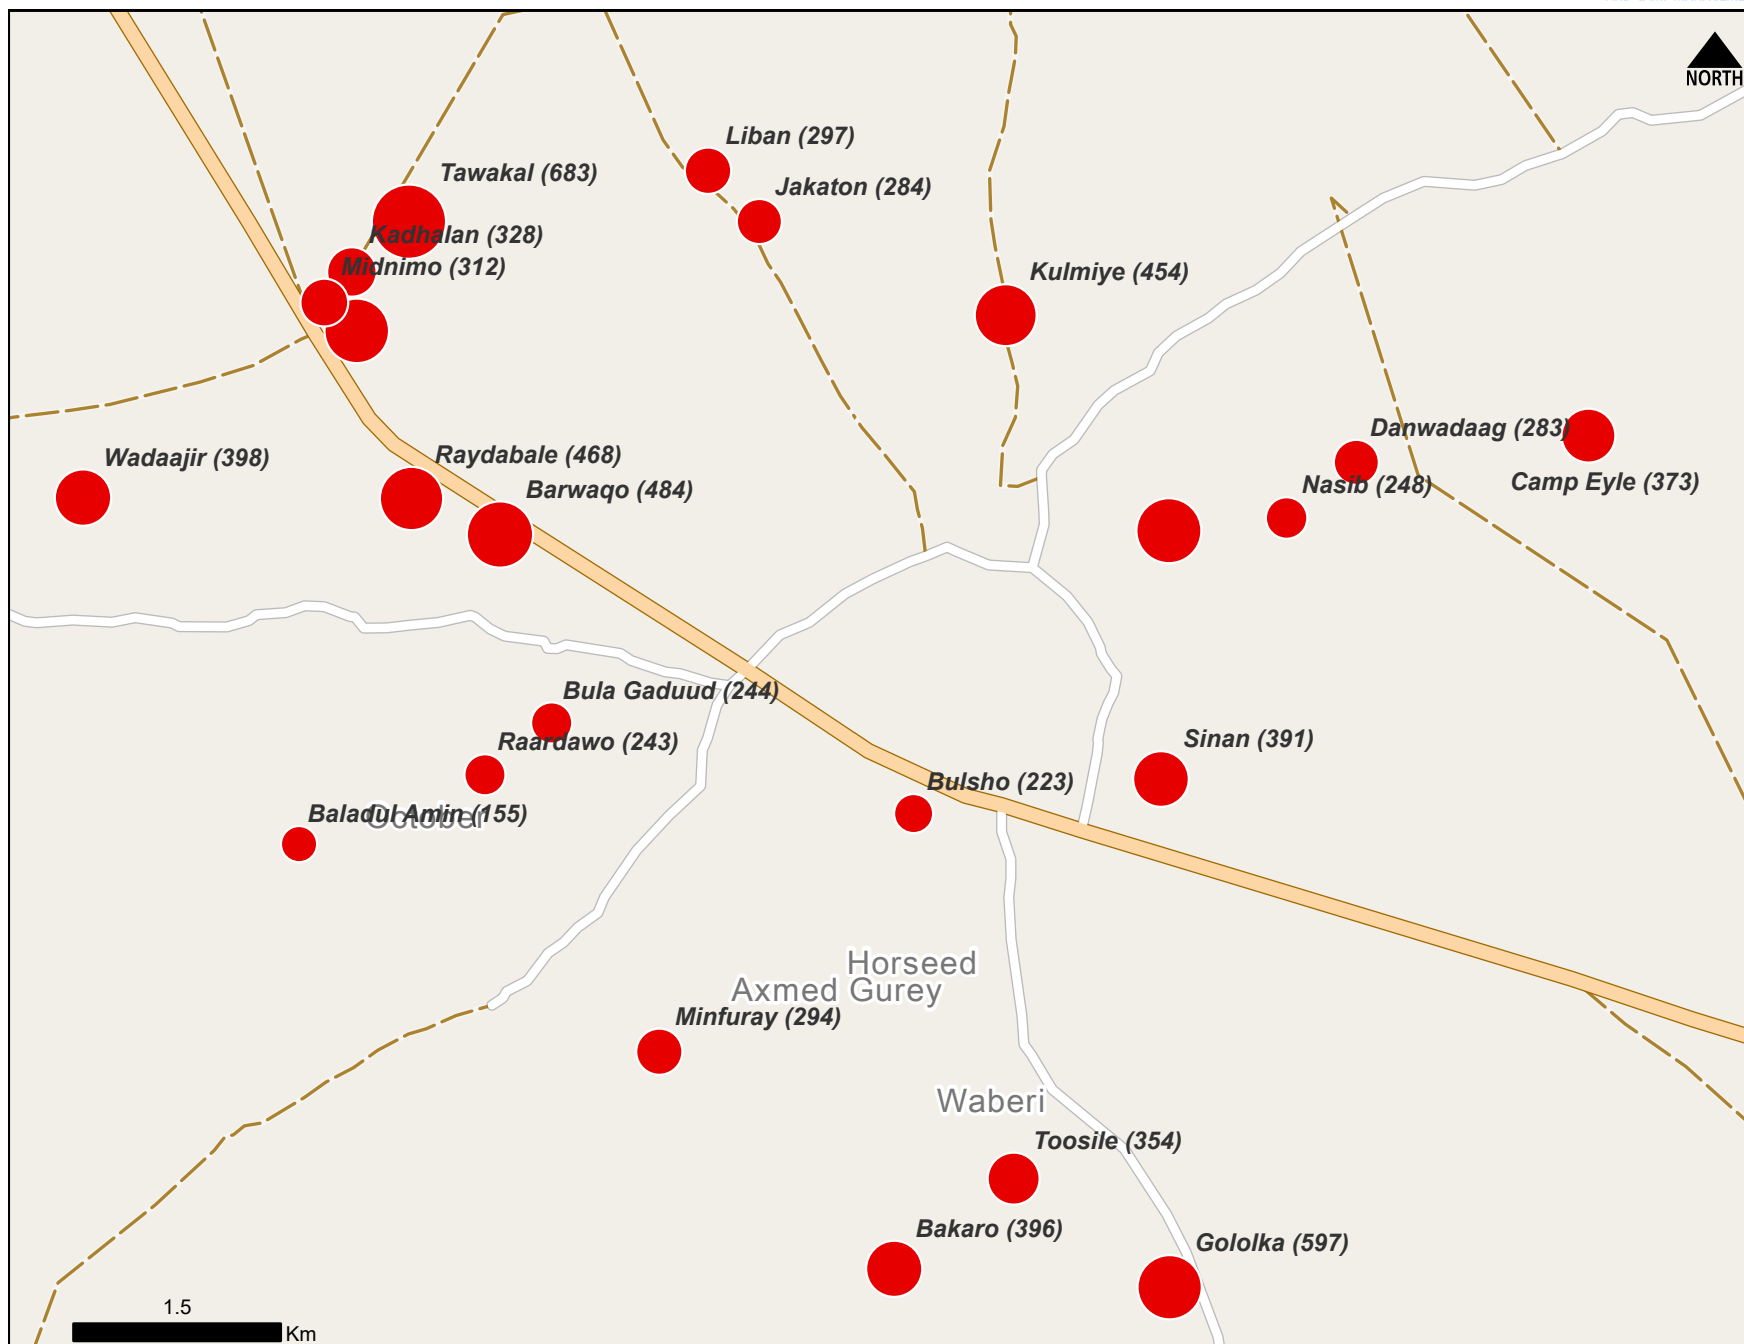 NORTH
Liban (297)
Tawakal (683)
Jakaton (284)
Kadhalan (328)
Midnimo (312)
Kulmiye (454)
Danwadaag (283)
Wadaajir (398)
Raydabale (468)
Camp Eyle (373)
Nasib (248)
Barwaqo (484)
Bula Gaduud (244)
Raardawo (243)
Sinan (391)
Bulsho (223)
Baladul Amin (155)
October
Horseed
Axmed Gurey
Minfuray (294)
Waberi
Toosile (354)
Bakaro (396)
Gololka (597)
1.5
Km